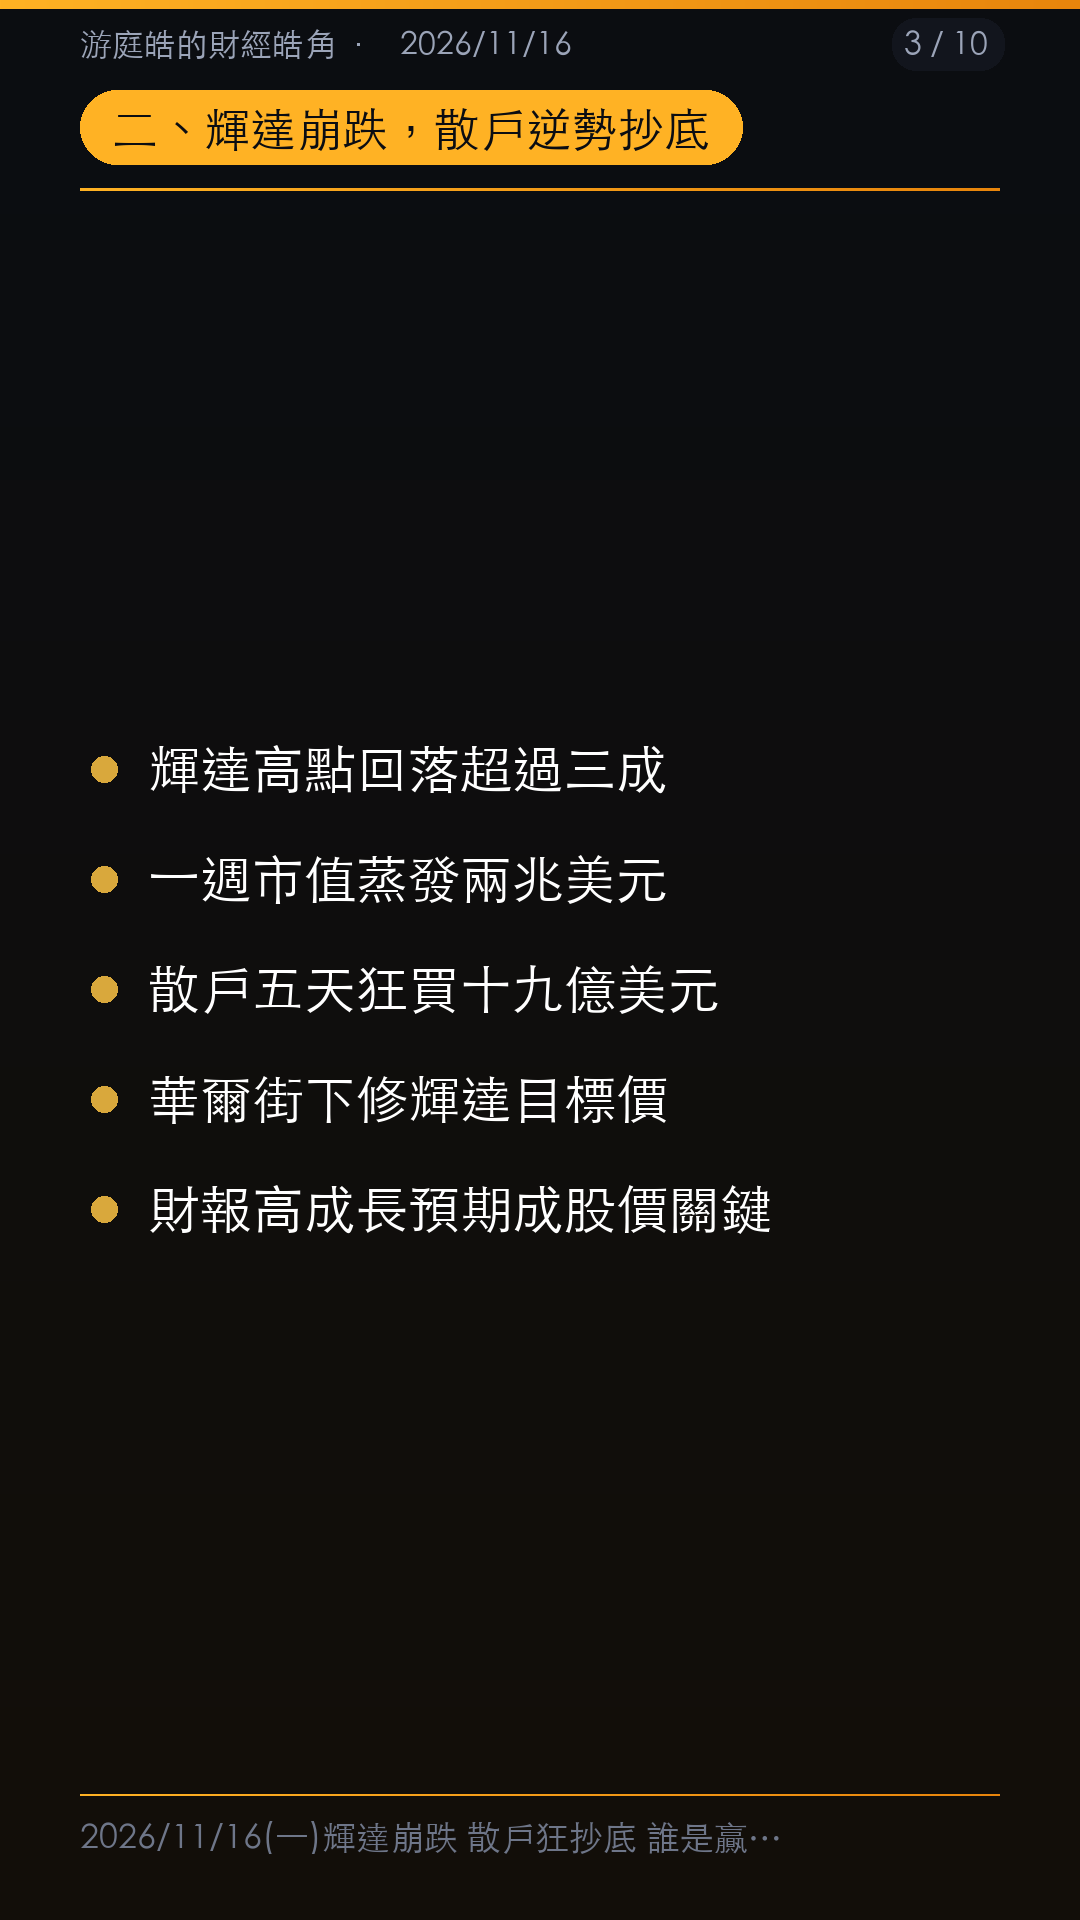 游庭皓的財經皓角 · 2026/11/16
3 / 10
二、輝達崩跌，散戶逆勢抄底
輝達高點回落超過三成
一週市值蒸發兩兆美元
散戶五天狂買十九億美元
華爾街下修輝達目標價
財報高成長預期成股價關鍵
2026/11/16(一)輝達崩跌 散戶狂抄底 誰是贏⋯